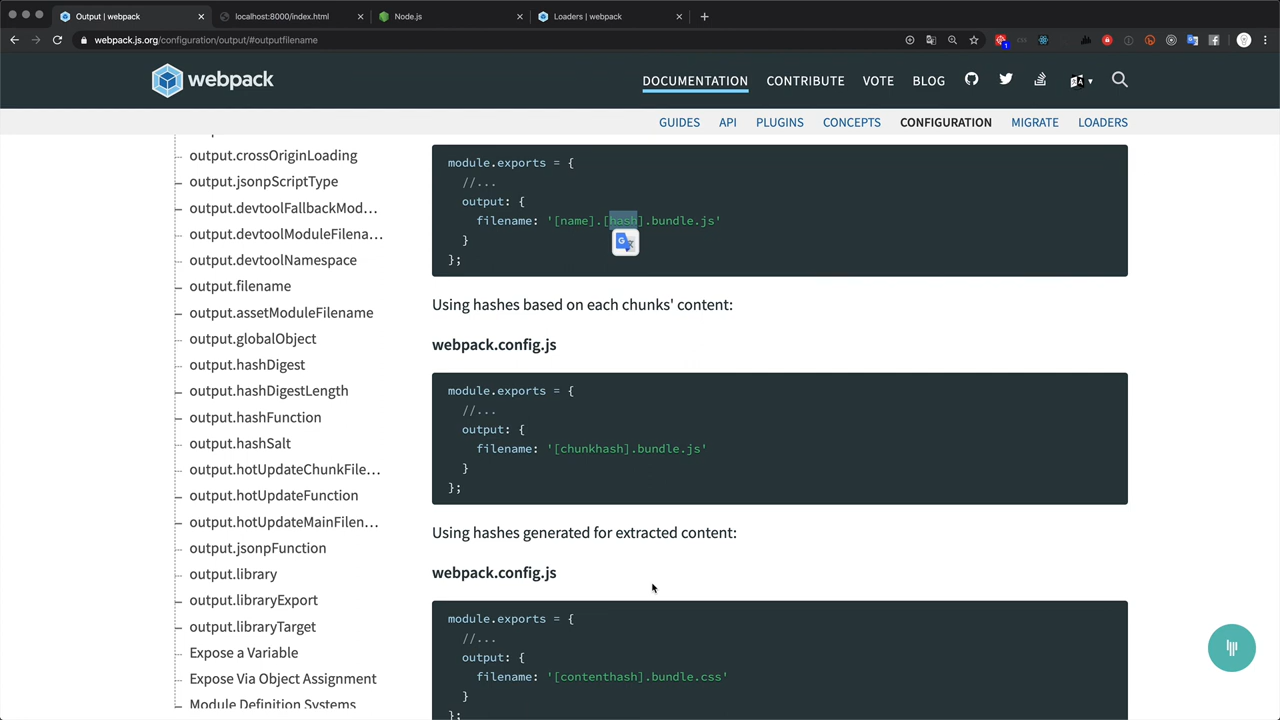 Output | webpack
localhost:8000/index.html
Node.js
Loaders | webpack
webpack.js.org/configuration/output/#outputfilename
webpack
DOCUMENTATION
CONTRIBUTE
VOTE
BLOG
GUIDES
API
PLUGINS
CONCEPTS
CONFIGURATION
MIGRATE
LOADERS
output.crossOriginLoading
output.jsonpScriptType
output.devtoolFallbackMod...
output.devtoolModuleFilena...
output.devtoolNamespace
output.filename
output.assetModuleFilename
output.globalObject
output.hashDigest
output.hashDigestLength
output.hashFunction
output.hashSalt
output.hotUpdateChunkFile...
output.hotUpdateFunction
output.hotUpdateMainFilen...
output.jsonpFunction
output.library
output.libraryExport
output.libraryTarget
Expose a Variable
Expose Via Object Assignment
Module Definition Systems
module.exports = {
//...
output: {
filename: '[name].[hash].bundle.js'
}
};
Using hashes based on each chunks' content:
webpack.config.js
module.exports = {
//...
output: {
filename: '[chunkhash].bundle.js'
}
};
Using hashes generated for extracted content:
webpack.config.js
module.exports = {
//...
output: {
filename: '[contenthash].bundle.css'
}
};